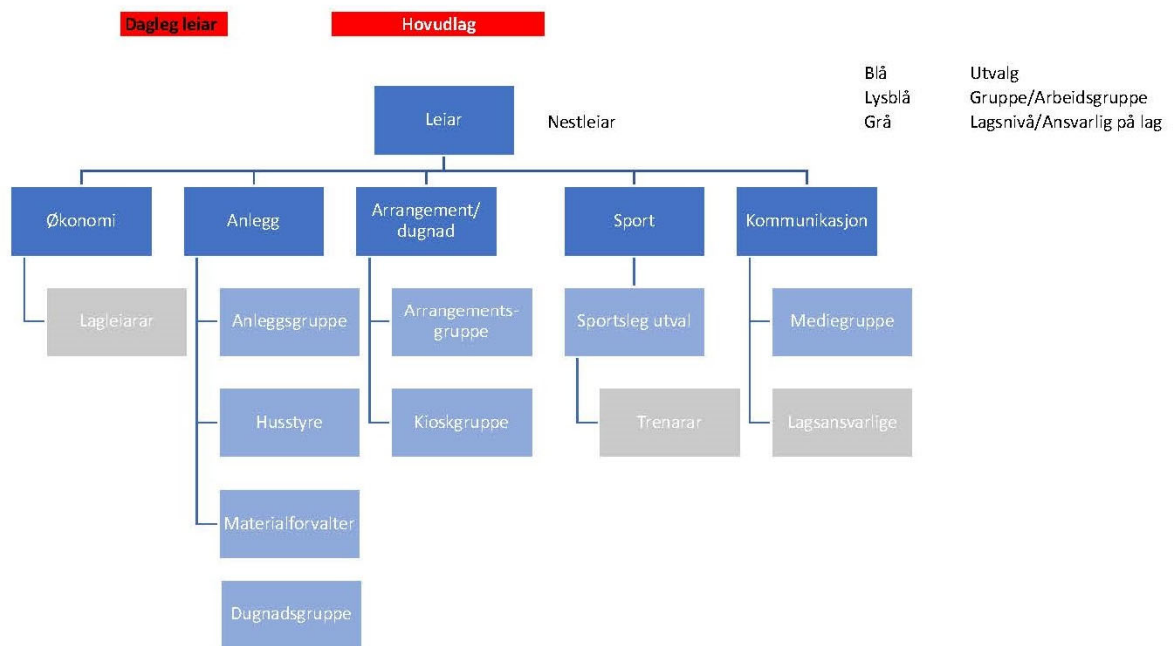 Dagleg leiar
Hovudlag
Blå Utvalg
Lysblå Gruppe/Arbeidsgruppe
Grå Lagsnivå/Ansvarlig på lag
Leiar
Nestleiar
Økonomi
Anlegg
Arrangement/
dugnad
Sport
Kommunikasjon
Lagleiarar
Anleggsgruppe
Arrangements-
gruppe
Sportsleg utval
Mediegruppe
Husstyre
Kioskgruppe
Trenarar
Lagsansvarlige
Materialforvalter
Dugnadsgruppe